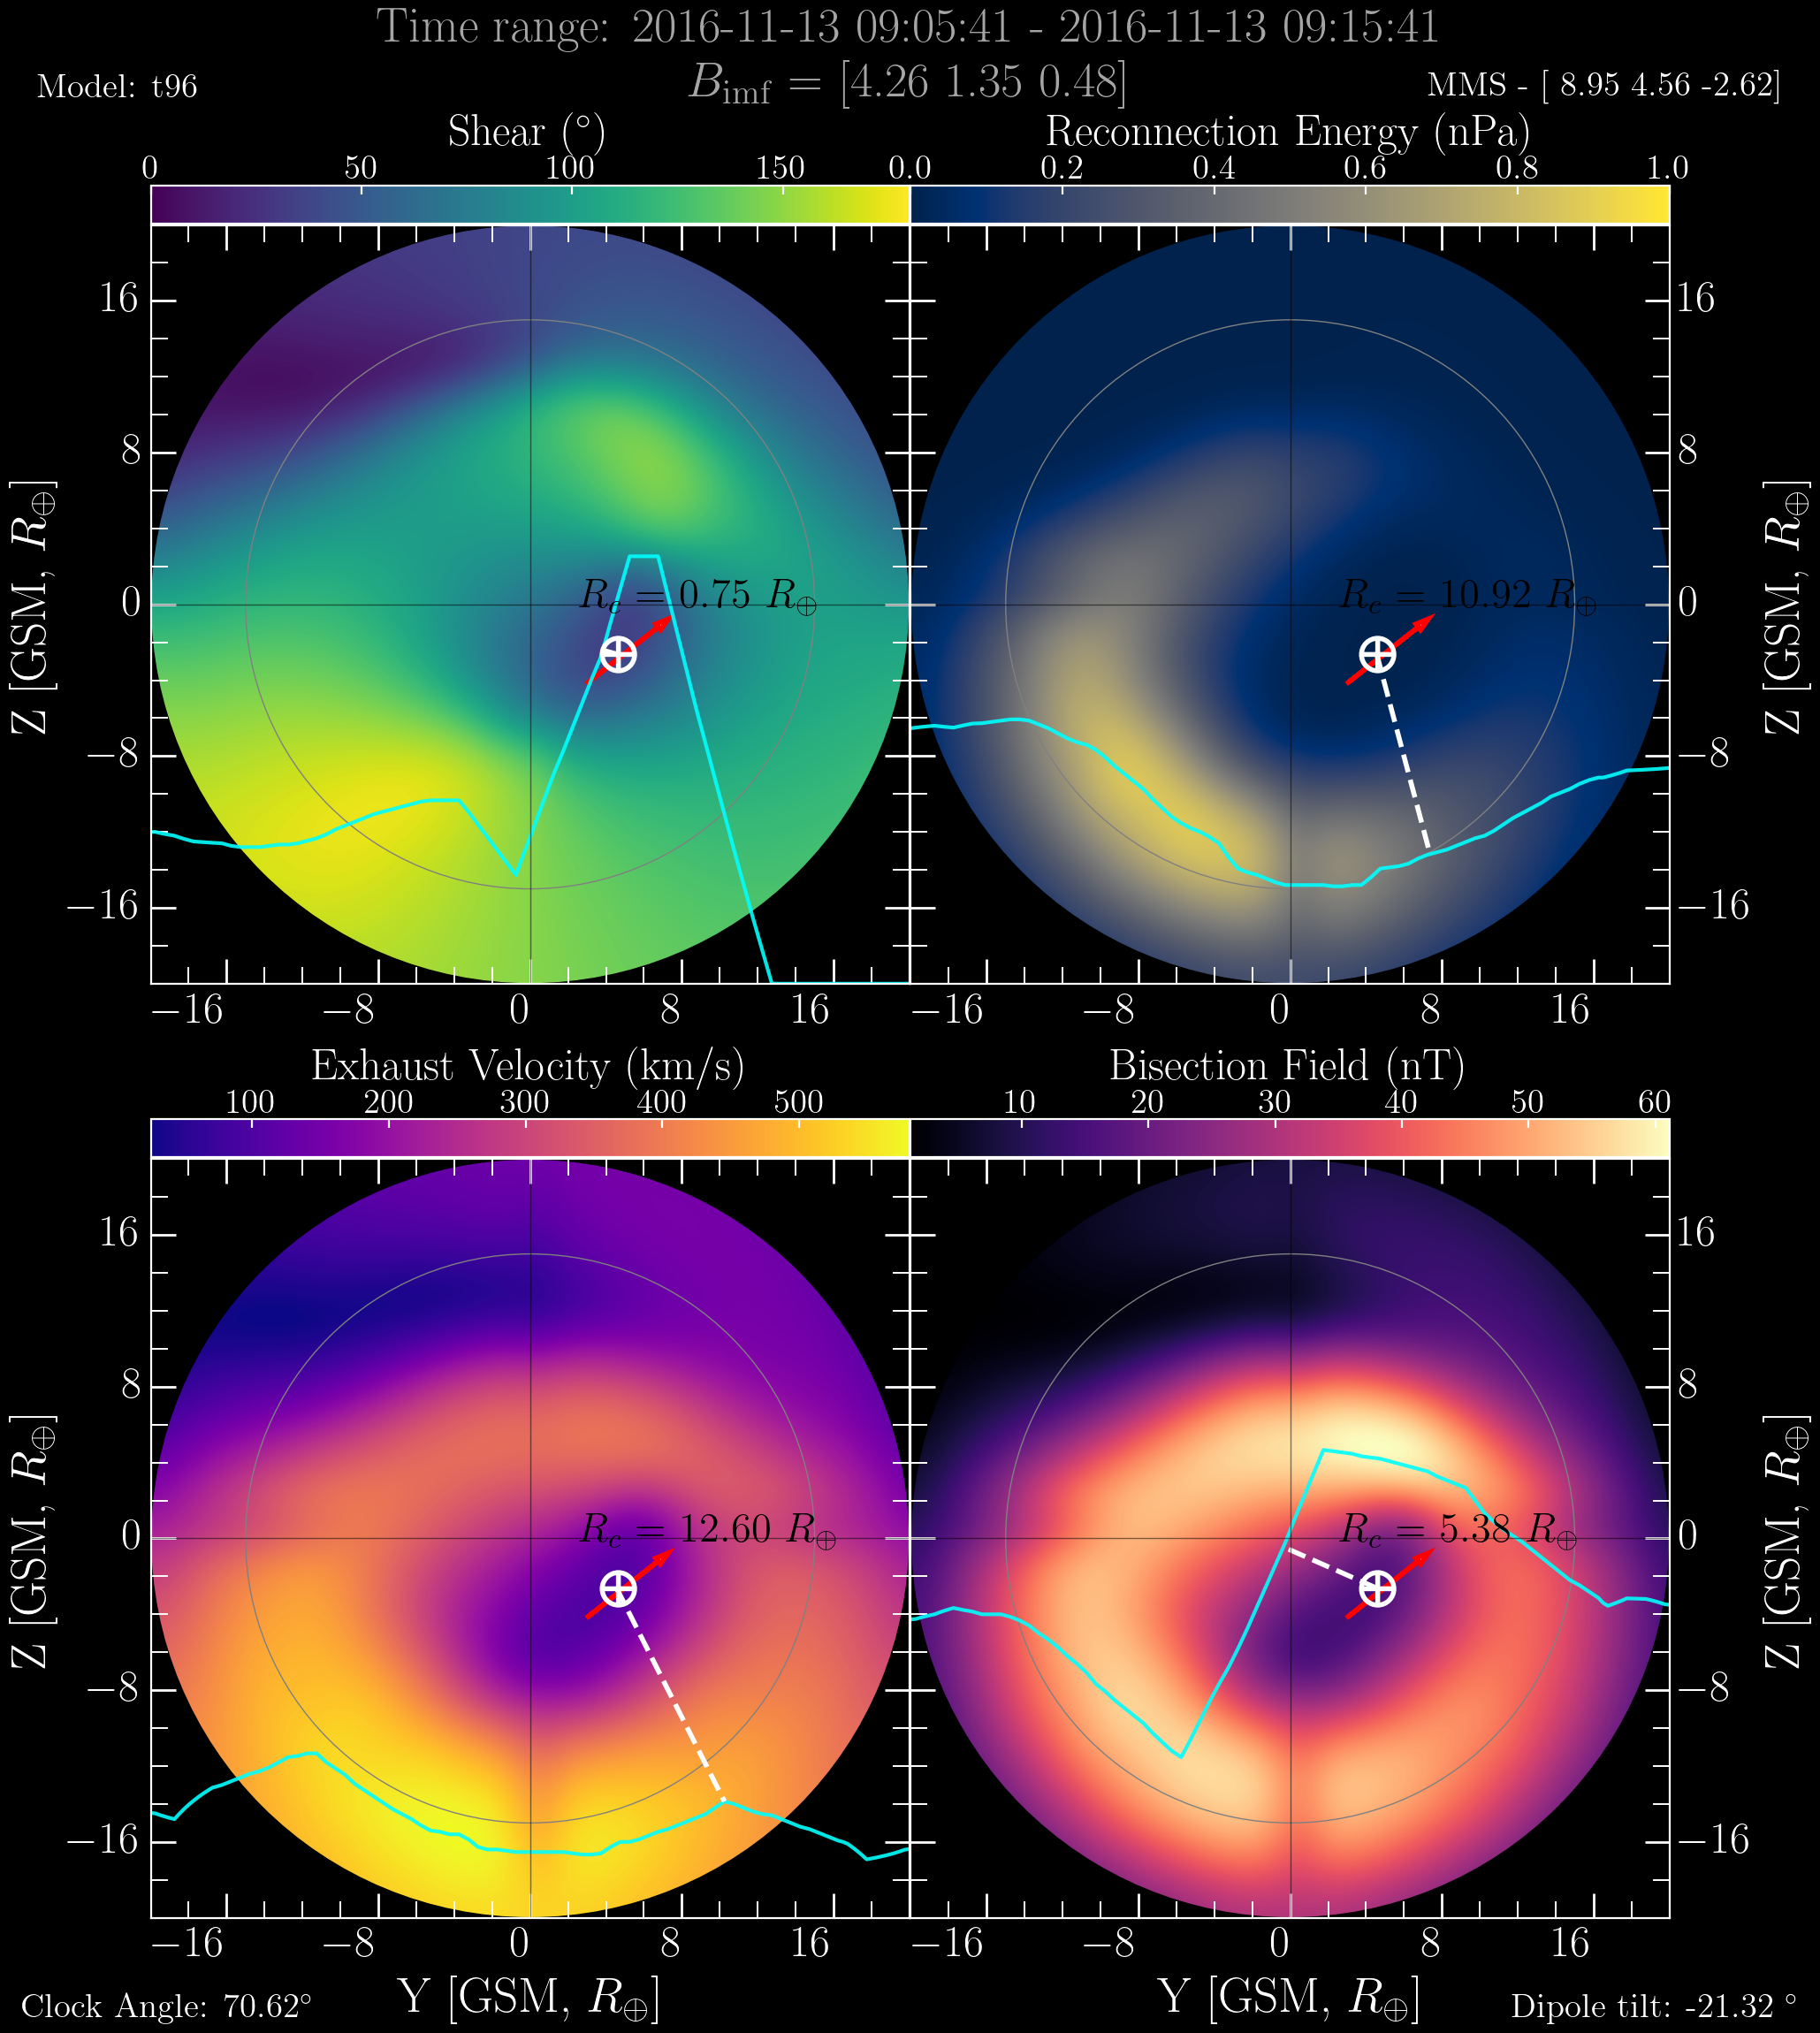 Time range: 2016-11-13 09:05:41 - 2016-11-13 09:15:41
Model: t96
B_imf = [4.26 1.35 0.48]
MMS - [ 8.95 4.56 -2.62]
Shear (°)
Reconnection Energy (nPa)
0 50 100 150
0.0 0.2 0.4 0.6 0.8 1.0
Z [GSM, R⊕]
16
8
0
−8
−16
R_c = 0.75 R⊕
R_c = 10.92 R⊕
16
8
0
−8
−16
Z [GSM, R⊕]
−16 −8 0 8 16
−16 −8 0 8 16
Exhaust Velocity (km/s)
Bisection Field (nT)
100 200 300 400 500
10 20 30 40 50 60
Z [GSM, R⊕]
16
8
0
−8
−16
R_c = 12.60 R⊕
R_c = 5.38 R⊕
16
8
0
−8
−16
Z [GSM, R⊕]
−16 −8 0 8 16
−16 −8 0 8 16
Y [GSM, R⊕]
Y [GSM, R⊕]
Clock Angle: 70.62°
Dipole tilt: -21.32 °